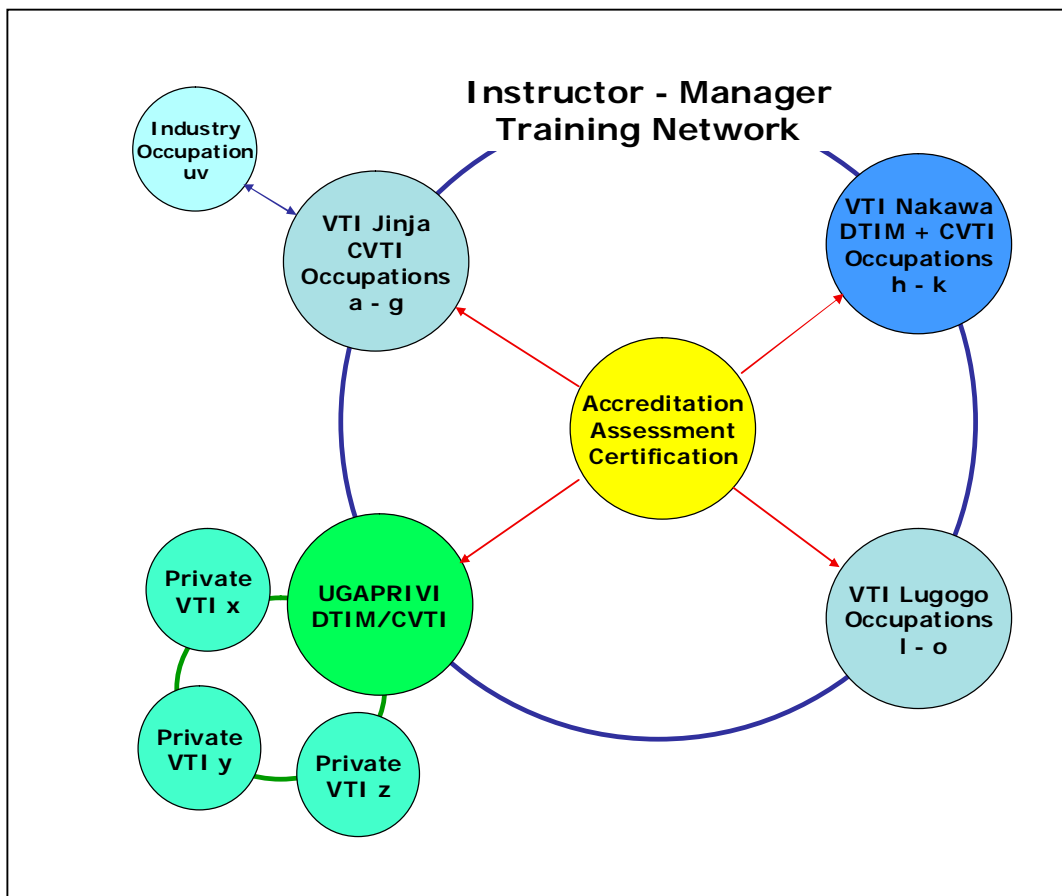 Instructor - Manager
Training Network
Industry
Occupation
uv
VTI Jinja
CVTI
Occupations
a - g
VTI Nakawa
DTIM + CVTI
Occupations
h - k
Accreditation
Assessment
Certification
Private
VTI x
UGAPRIVI
DTIM/CVTI
VTI Lugogo
Occupations
l - o
Private
VTI y
Private
VTI z